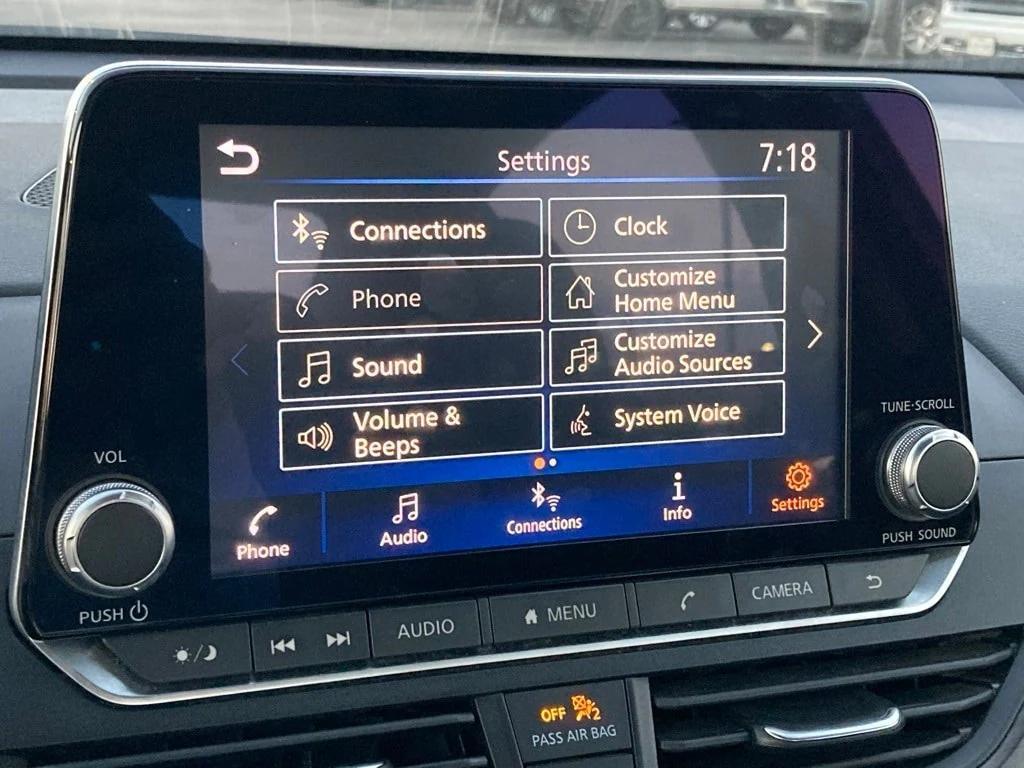 Settings
7:18
Connections
Clock
Phone
Customize
Home Menu
Sound
Customize
Audio Sources
Volume &
Beeps
System Voice
Phone
Audio
Connections
Info
Settings
VOL
PUSH
TUNE·SCROLL
PUSH SOUND
AUDIO
MENU
CAMERA
OFF
2
PASS AIR BAG